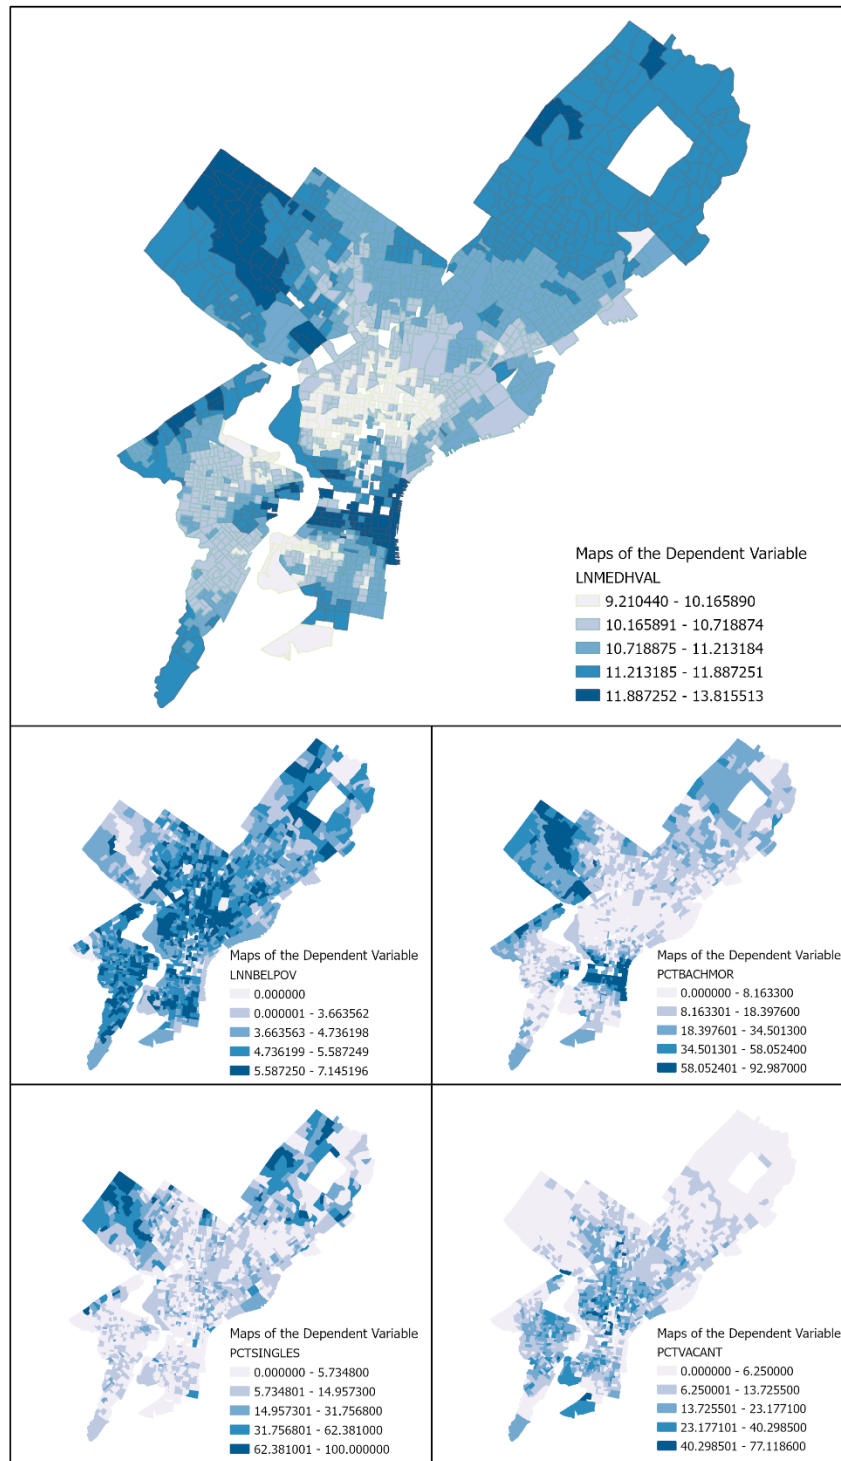 Maps of the Dependent Variable
LNMEDHVAL
9.210440 - 10.165890
10.165891 - 10.718874
10.718875 - 11.213184
11.213185 - 11.887251
11.887252 - 13.815513
Maps of the Dependent Variable
LNNBELPOV
0.000000
0.000001 - 3.663562
3.663563 - 4.736198
4.736199 - 5.587249
5.587250 - 7.145196
Maps of the Dependent Variable
PCTBACHMOR
0.000000 - 8.163300
8.163301 - 18.397600
18.397601 - 34.501300
34.501301 - 58.052400
58.052401 - 92.987000
Maps of the Dependent Variable
PCTSINGLES
0.000000 - 5.734800
5.734801 - 14.957300
14.957301 - 31.756800
31.756801 - 62.381000
62.381001 - 100.000000
Maps of the Dependent Variable
PCTVACANT
0.000000 - 6.250000
6.250001 - 13.725500
13.725501 - 23.177100
23.177101 - 40.298500
40.298501 - 77.118600